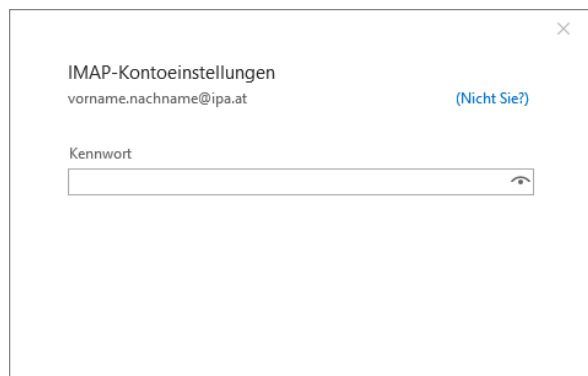 IMAP-Kontoeinstellungen
vorname.nachname@ipa.at (Nicht Sie?)
Kennwort